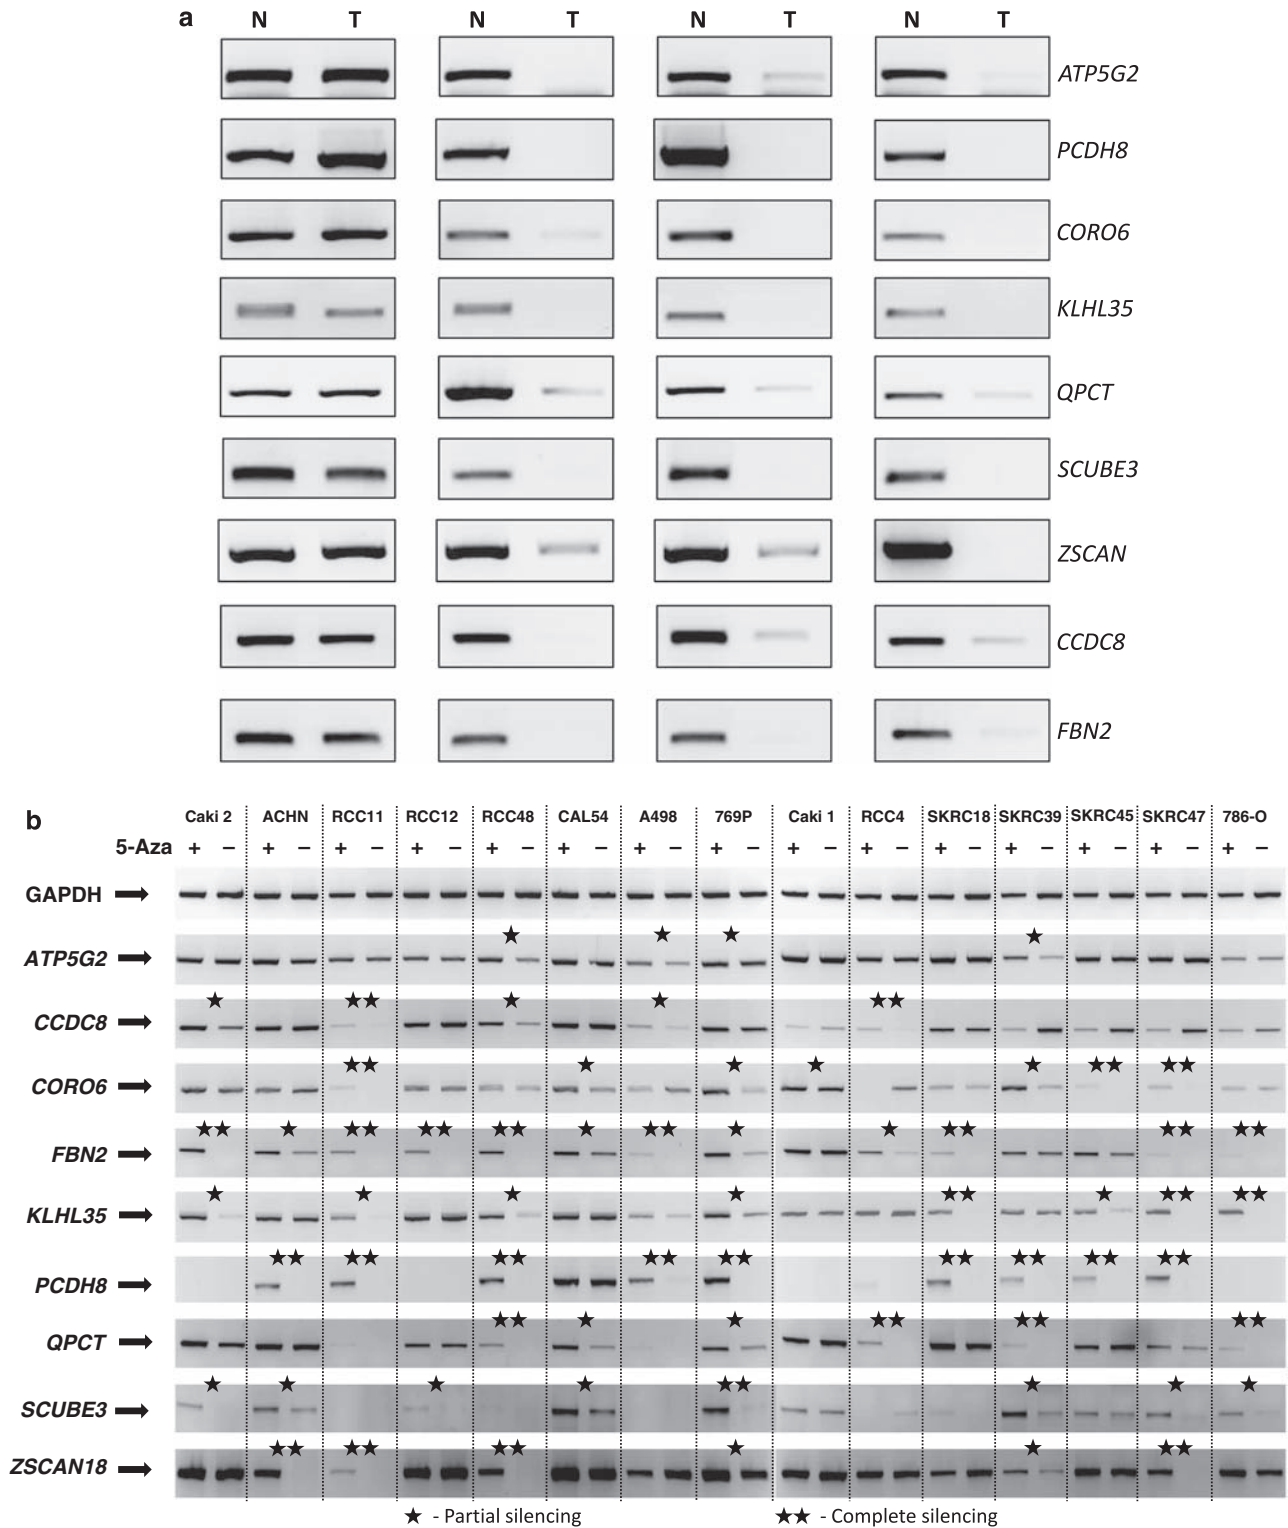 a
N T N T N T N T
ATP5G2
PCDH8
CORO6
KLHL35
QPCT
SCUBE3
ZSCAN
CCDC8
FBN2
b
Caki 2 ACHN RCC11 RCC12 RCC48 CAL54 A498 769P Caki 1 RCC4 SKRC18 SKRC39 SKRC45 SKRC47 786-O
5-Aza + − + − + − + − + − + − + − + − + − + − + − + − + − + − + −
GAPDH
ATP5G2
CCDC8
CORO6
FBN2
KLHL35
PCDH8
QPCT
SCUBE3
ZSCAN18
★ - Partial silencing ★★ - Complete silencing